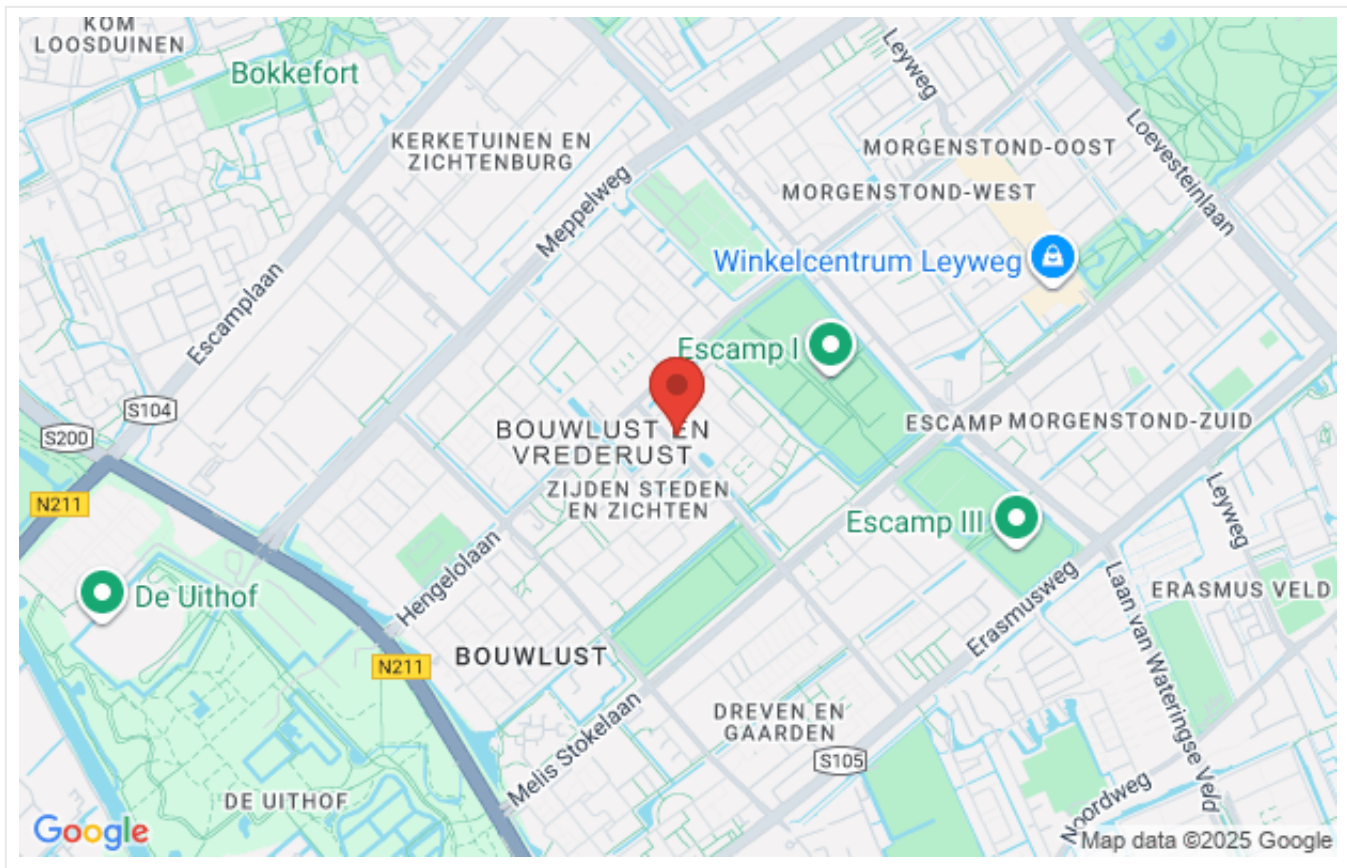 KOM
LOOSDUINEN
Bokkefort
Leyweg
KERKETUINEN EN
ZICHTENBURG
MORGENSTOND-OOST
Loevesteinlaan
MORGENSTOND-WEST
Meppelweg
Winkelcentrum Leyweg
Escamplaan
Escamp I
S104
S200
BOUWLUST EN
VREDERUST
ESCAMP
MORGENSTOND-ZUID
ZIJDEN STEDEN
EN ZICHTEN
N211
Escamp III
Leyweg
De Uithof
Hengelolaan
Erasmusweg
ERASMUS VELD
BOUWLUST
N211
Laan van Wateringse Veld
Melis Stokelaan
DREVEN EN
GAARDEN
S105
DE UITHOF
Noordweg
Google
Map data ©2025 Google